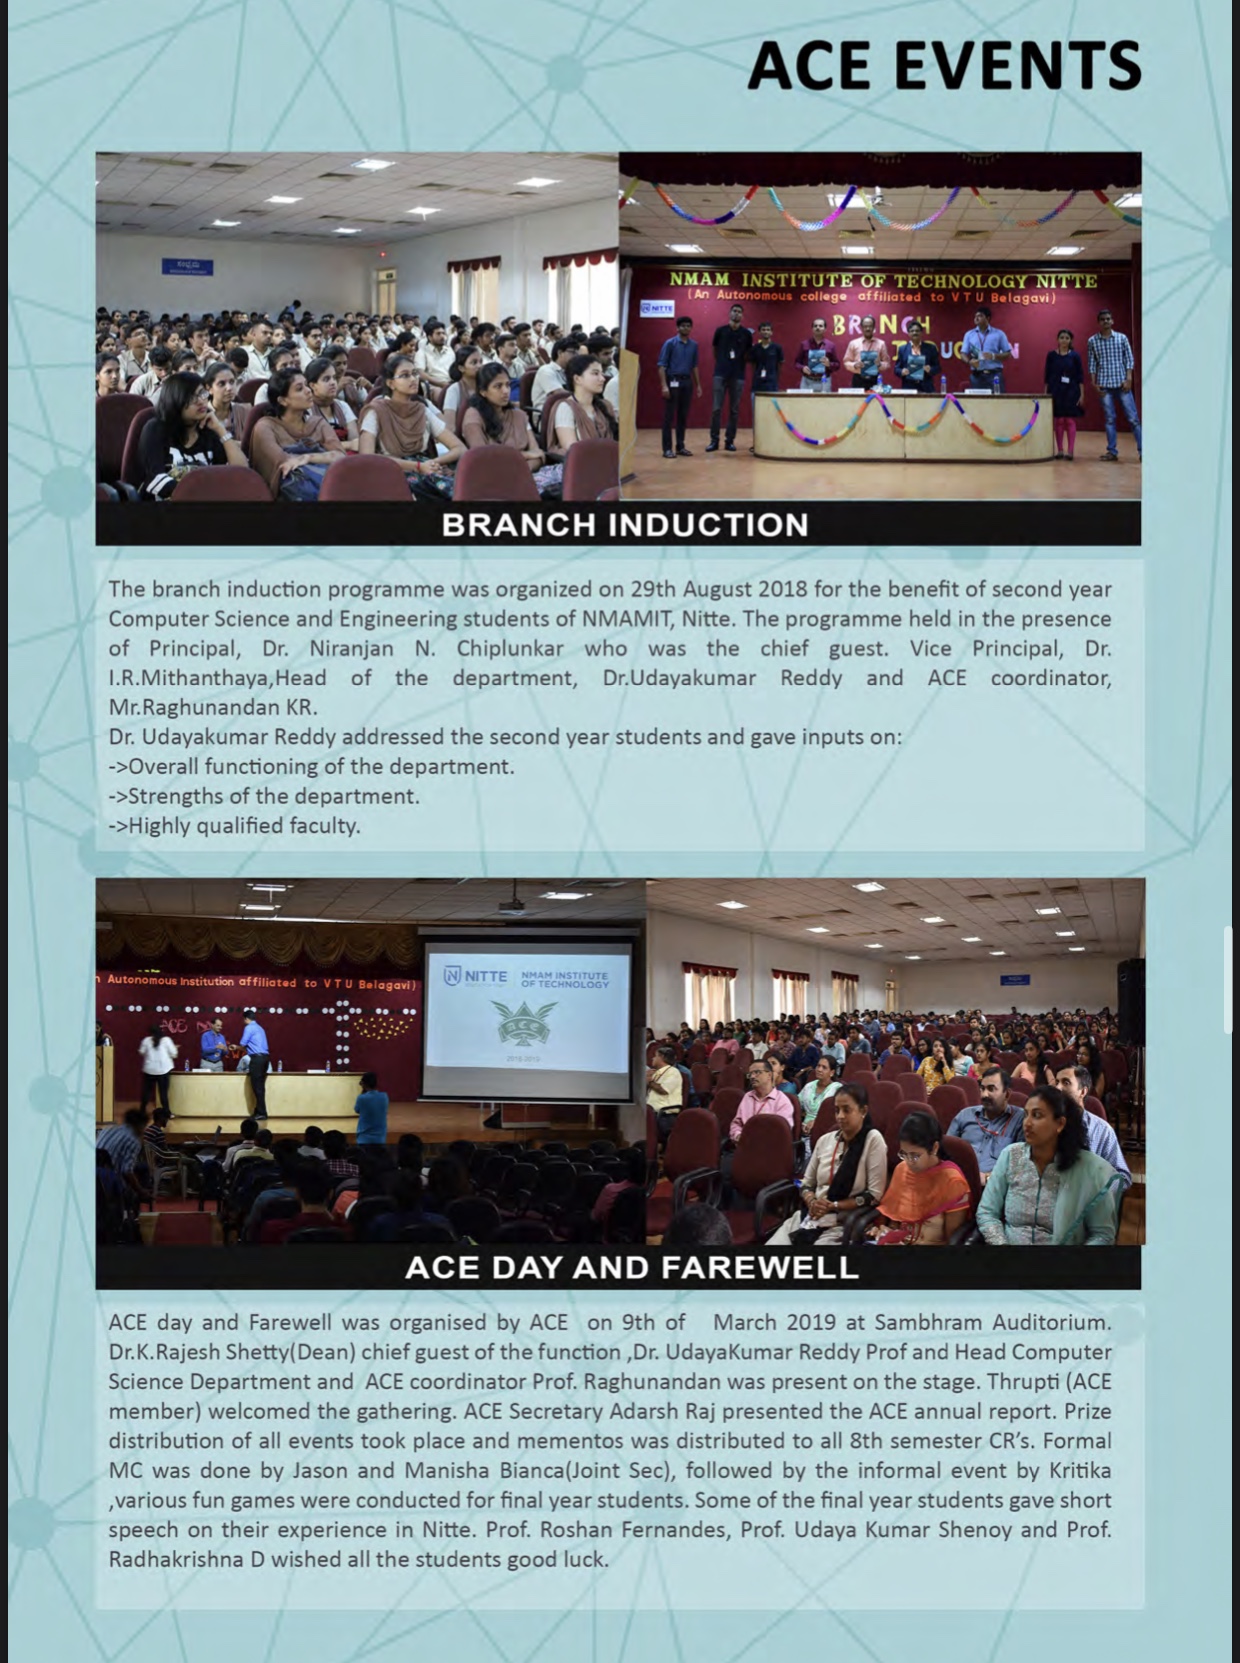 ACE EVENTS
NMAM INSTITUTE OF TECHNOLOGY NITTE
(An Autonomous college affiliated to V T U Belagavi)
NITTE
BRANCH INDUCTION
The branch induction programme was organized on 29th August 2018 for the benefit of second year
Computer Science and Engineering students of NMAMIT, Nitte. The programme held in the presence
of Principal, Dr. Niranjan N. Chiplunkar who was the chief guest. Vice Principal, Dr.
I.R.Mithanthaya,Head of the department, Dr.Udayakumar Reddy and ACE coordinator,
Mr.Raghunandan KR.
Dr. Udayakumar Reddy addressed the second year students and gave inputs on:
->Overall functioning of the department.
->Strengths of the department.
->Highly qualified faculty.
n Autonomous Institution affiliated to V T U Belagavi)
NITTE
NMAM INSTITUTE
OF TECHNOLOGY
ACE
2018-2019
ACE DAY AND FAREWELL
ACE day and Farewell was organised by ACE on 9th of March 2019 at Sambhram Auditorium.
Dr.K.Rajesh Shetty(Dean) chief guest of the function ,Dr. UdayaKumar Reddy Prof and Head Computer
Science Department and ACE coordinator Prof. Raghunandan was present on the stage. Thrupti (ACE
member) welcomed the gathering. ACE Secretary Adarsh Raj presented the ACE annual report. Prize
distribution of all events took place and mementos was distributed to all 8th semester CR’s. Formal
MC was done by Jason and Manisha Bianca(Joint Sec), followed by the informal event by Kritika
,various fun games were conducted for final year students. Some of the final year students gave short
speech on their experience in Nitte. Prof. Roshan Fernandes, Prof. Udaya Kumar Shenoy and Prof.
Radhakrishna D wished all the students good luck.